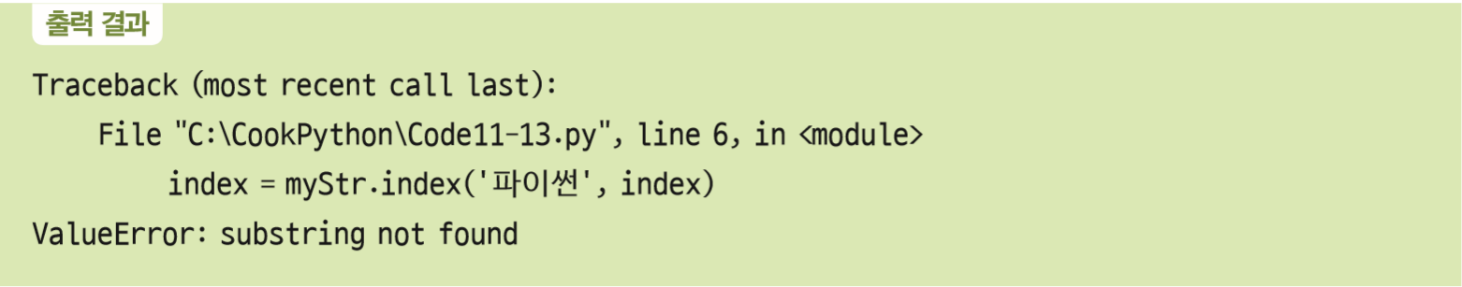 출력 결과
Traceback (most recent call last):
File "C:\CookPython\Code11-13.py", line 6, in <module>
index = myStr.index('파이썬', index)
ValueError: substring not found